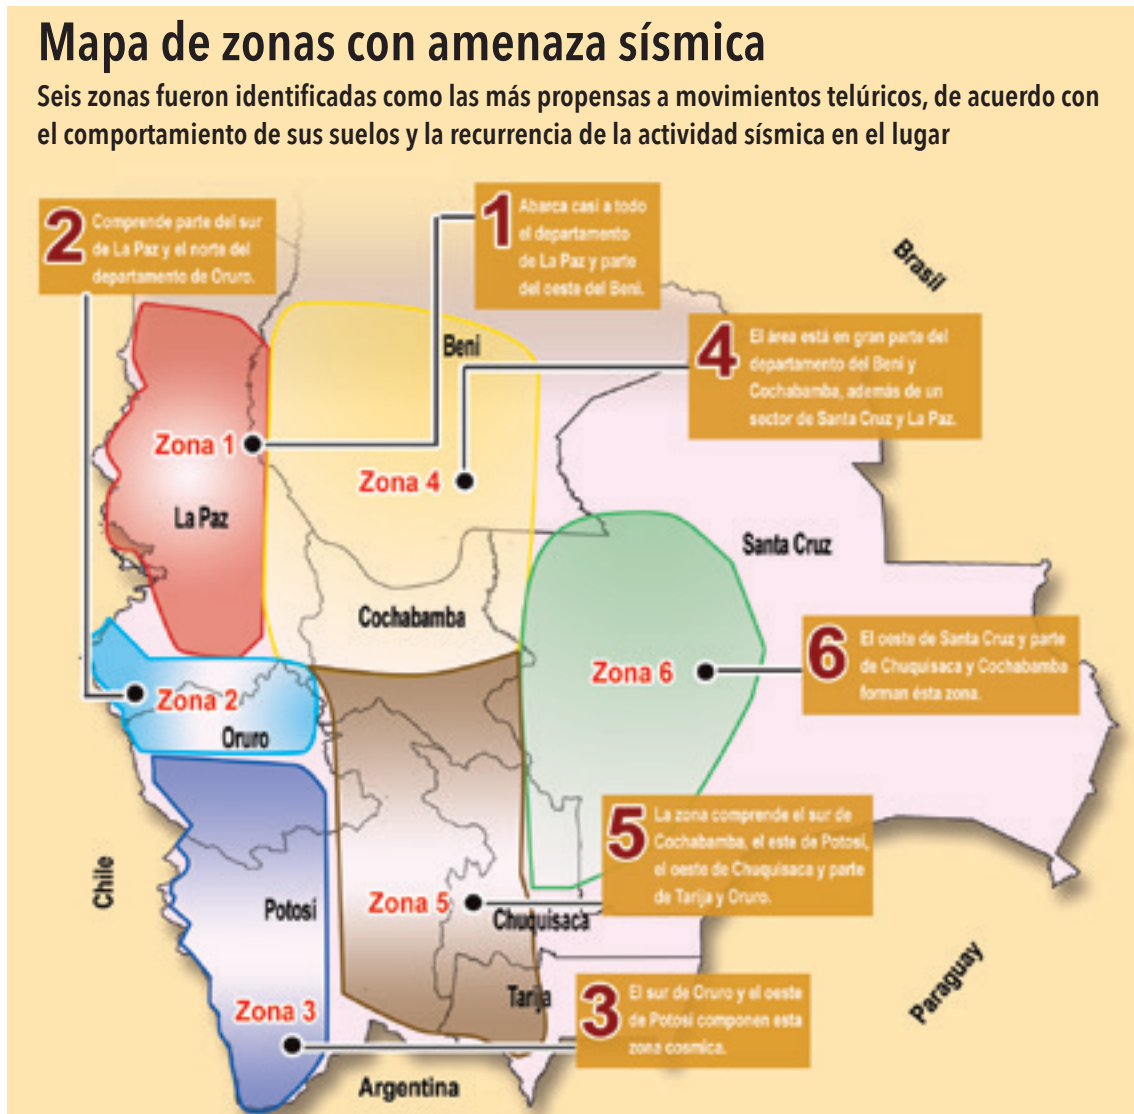 Mapa de zonas con amenaza sísmica
Seis zonas fueron identificadas como las más propensas a movimientos telúricos, de acuerdo con
el comportamiento de sus suelos y la recurrencia de la actividad sísmica en el lugar
2
Comprende parte del sur
de La Paz y el norte del
departamento de Oruro.
1
Abarca casi a todo
el departamento
de La Paz y parte
del oeste del Beni.
Brasil
4
El área está en gran parte del
departamento del Beni y
Cochabamba, además de un
sector de Santa Cruz y La Paz.
Beni
Zona 1
Zona 4
La Paz
Santa Cruz
Cochabamba
6
El oeste de Santa Cruz y parte
de Chuquisaca y Cochabamba
forman ésta zona.
Zona 6
Zona 2
Oruro
5
La zona comprende el sur de
Cochabamba, el este de Potosí,
el oeste de Chuquisaca y parte
de Tarija y Oruro.
Chile
Potosí
Zona 5
Chuquisaca
Paraguay
Tarija
3
El sur de Oruro y el oeste
de Potosí componen esta
zona cosmica.
Zona 3
Argentina